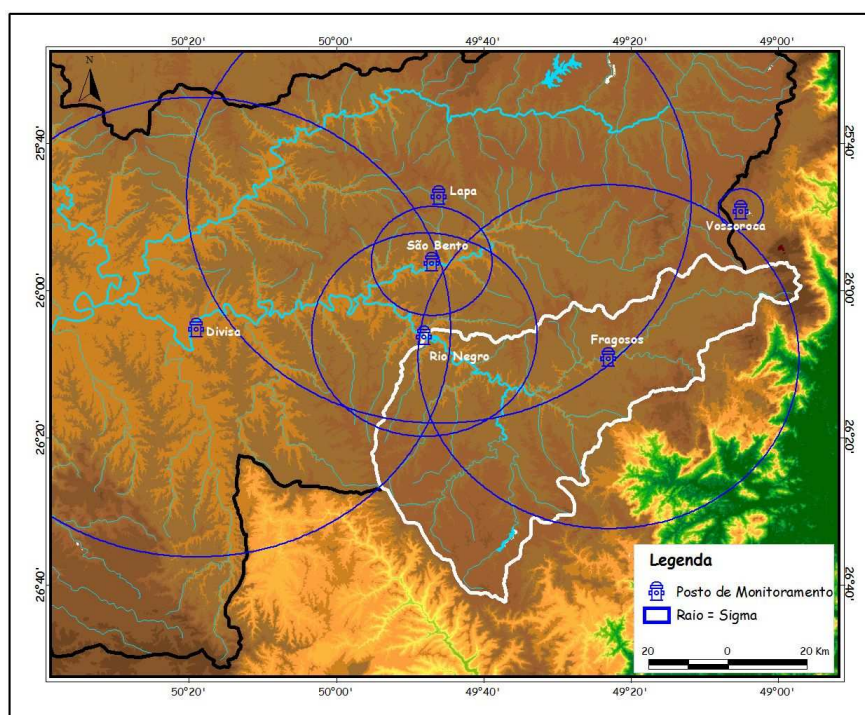 50°20'
50°00'
49°40'
49°20'
49°00'
N
25°40'
25°40'
Lapa
Vossoroca
São Bento
26°00'
26°00'
Divisa
Rio Negro
Fragosos
26°20'
26°20'
Legenda
Posto de Monitoramento
Raio = Sigma
26°40'
26°40'
20
0
20 Km
50°20'
50°00'
49°40'
49°20'
49°00'